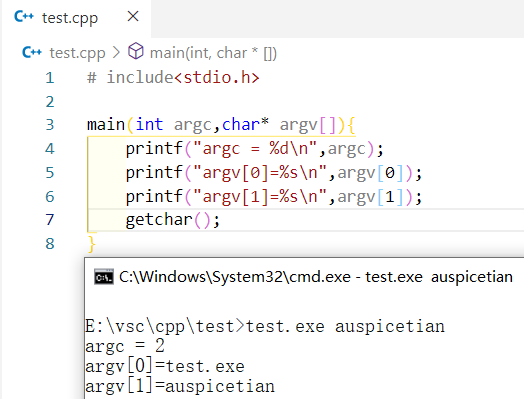 C++ test.cpp ×
C++ test.cpp > main(int, char * [])
1 # include<stdio.h>
2
3 main(int argc,char* argv[]){
4 printf("argc = %d\n",argc);
5 printf("argv[0]=%s\n",argv[0]);
6 printf("argv[1]=%s\n",argv[1]);
7 getchar();
8 }
C:\Windows\System32\cmd.exe - test.exe auspicetian
E:\vsc\cpp\test>test.exe auspicetian
argc = 2
argv[0]=test.exe
argv[1]=auspicetian